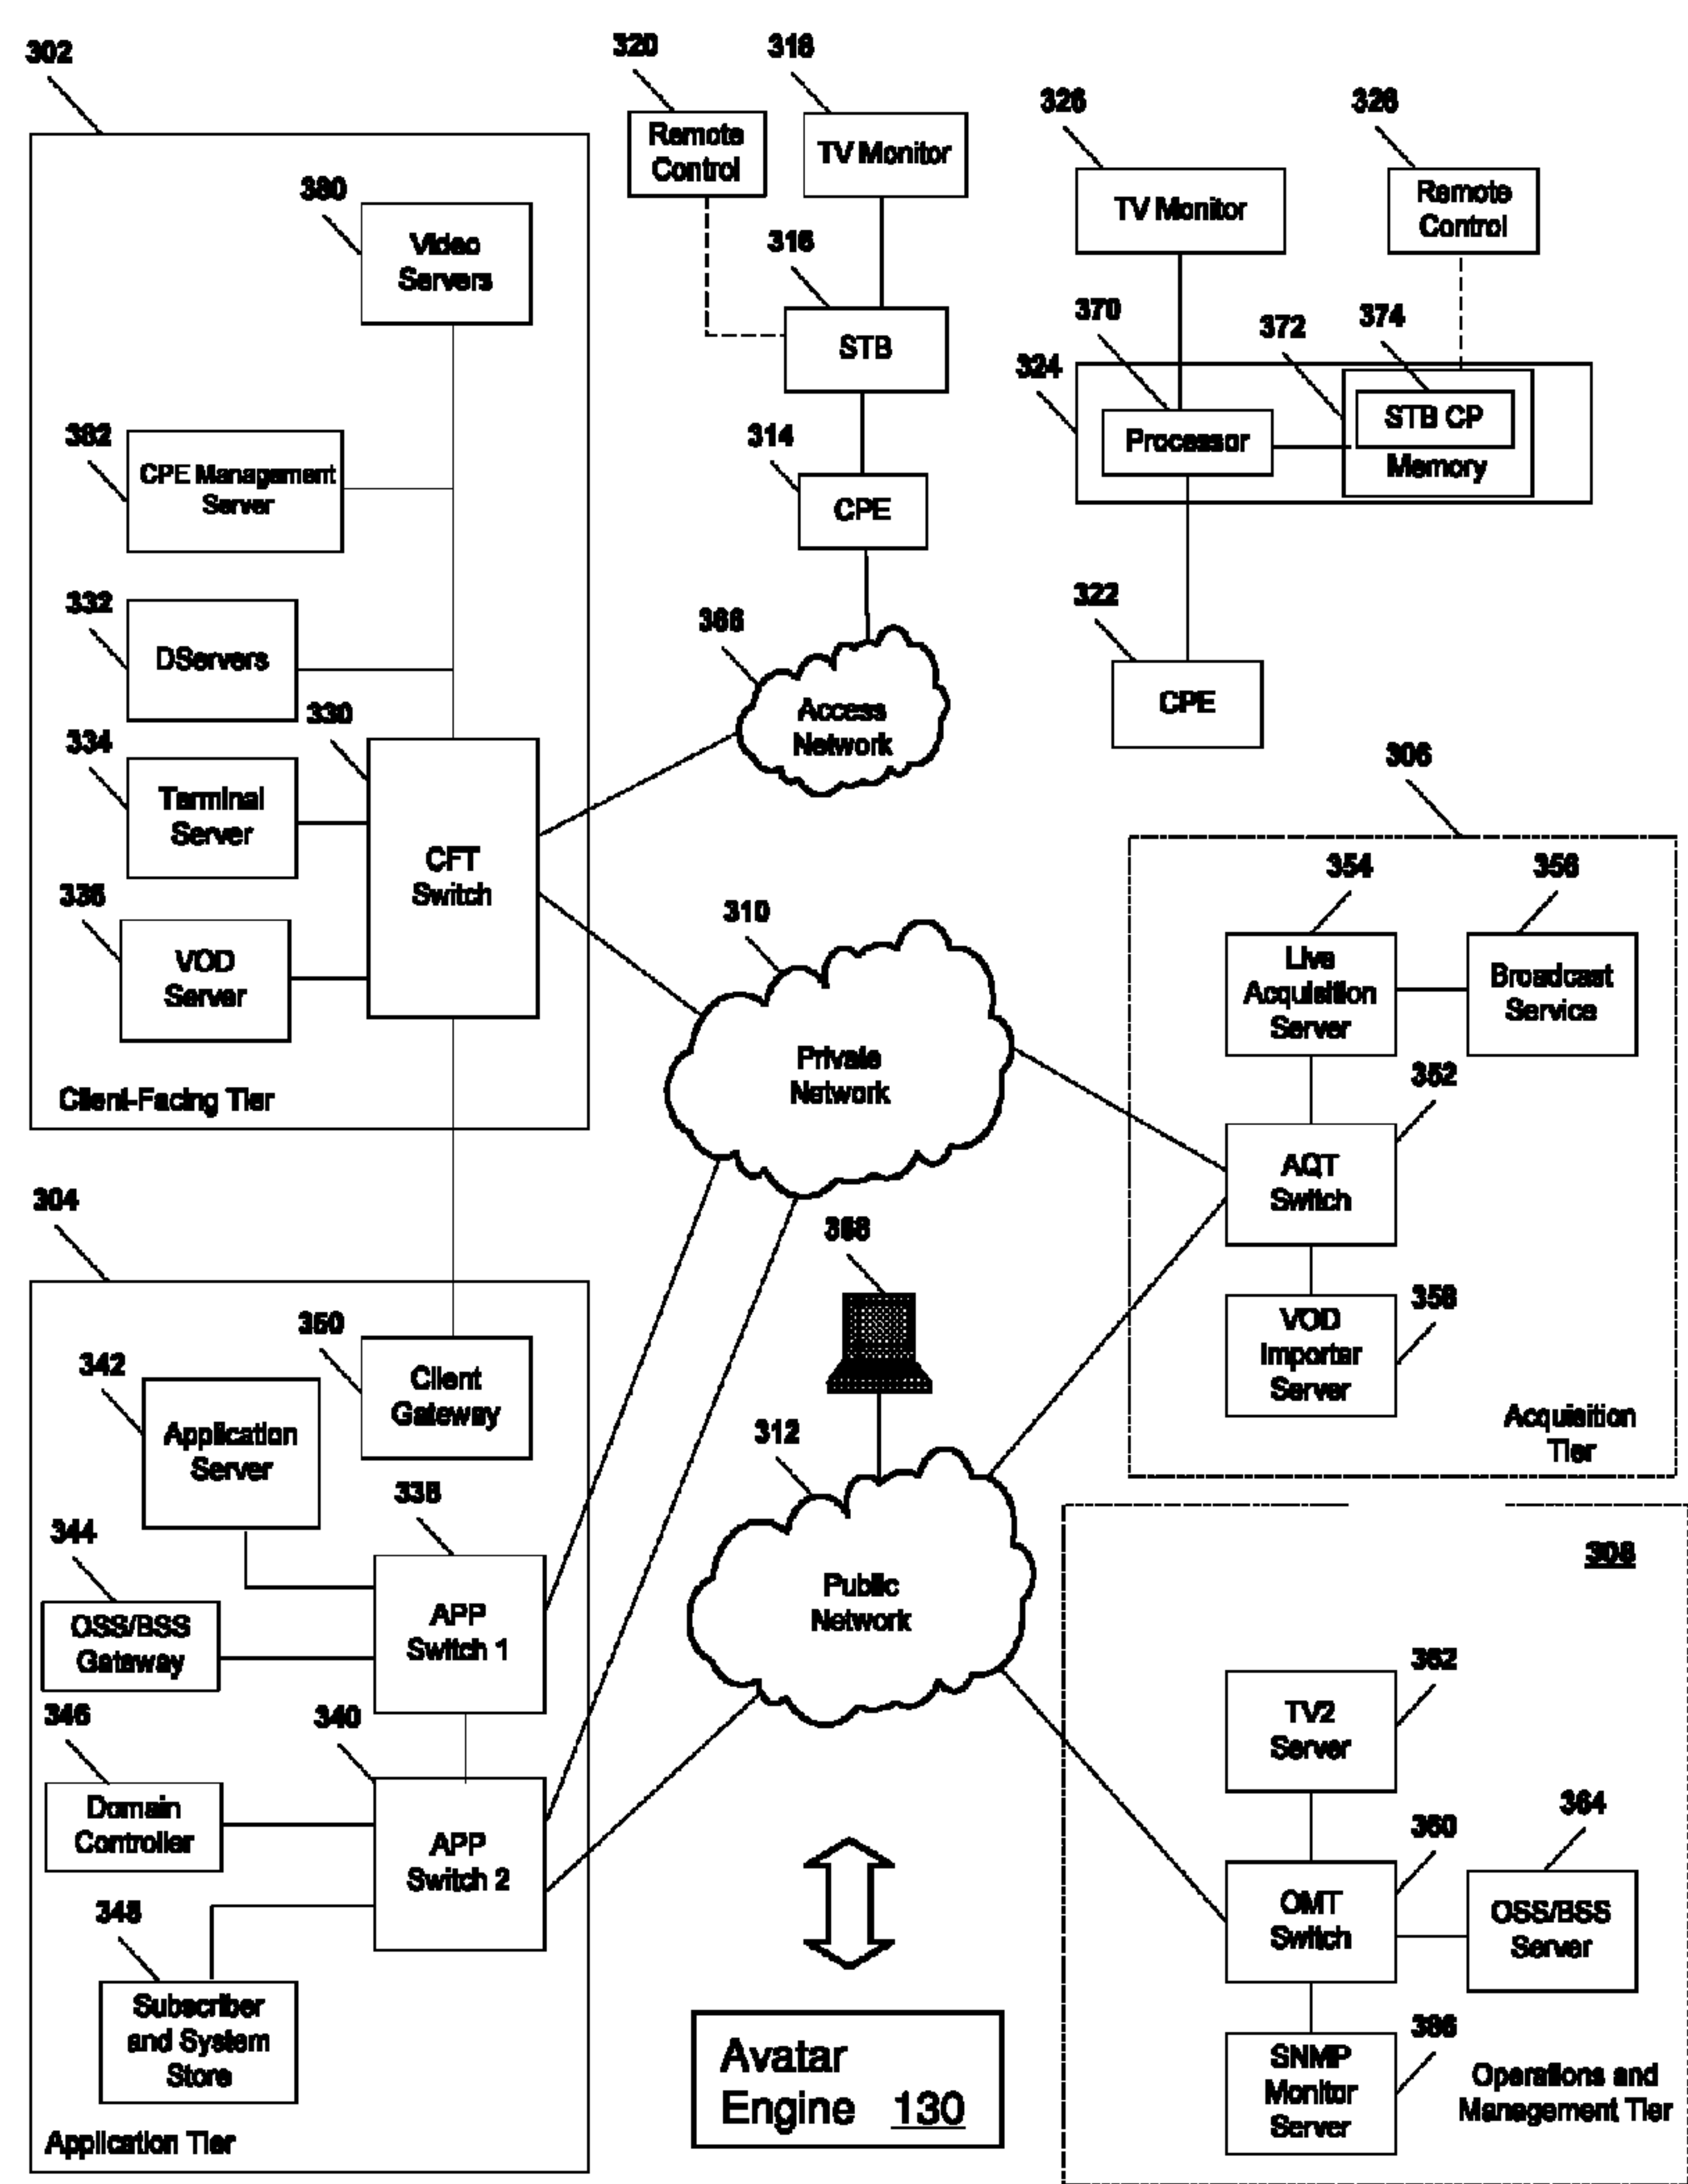 302
320
318
326
328
Remote
Control
TV Monitor
TV Monitor
Remote
Control
380
Video
Servers
316
STB
370
372
374
324
STB CP
Processor
Memory
382
CPE Management
Server
314
CPE
332
DServers
366
322
CPE
Access
Network
330
334
Terminal
Server
CFT
Switch
336
VOD
Server
Client-Facing Tier
306
354
356
Live
Acquisition
Server
Broadcast
Service
310
Private
Network
352
AQT
Switch
358
VOD
Importer
Server
Acquisition
Tier
304
368
350
Client
Gateway
342
Application
Server
312
338
344
OSS/BSS
Gateway
APP
Switch 1
Public
Network
308
362
TV2
Server
346
340
Domain
Controller
APP
Switch 2
360
364
OMT
Switch
OSS/BSS
Server
348
Subscriber
and System
Store
Application Tier
Avatar
Engine 130
386
SNMP
Monitor
Server
Operations and
Management Tier